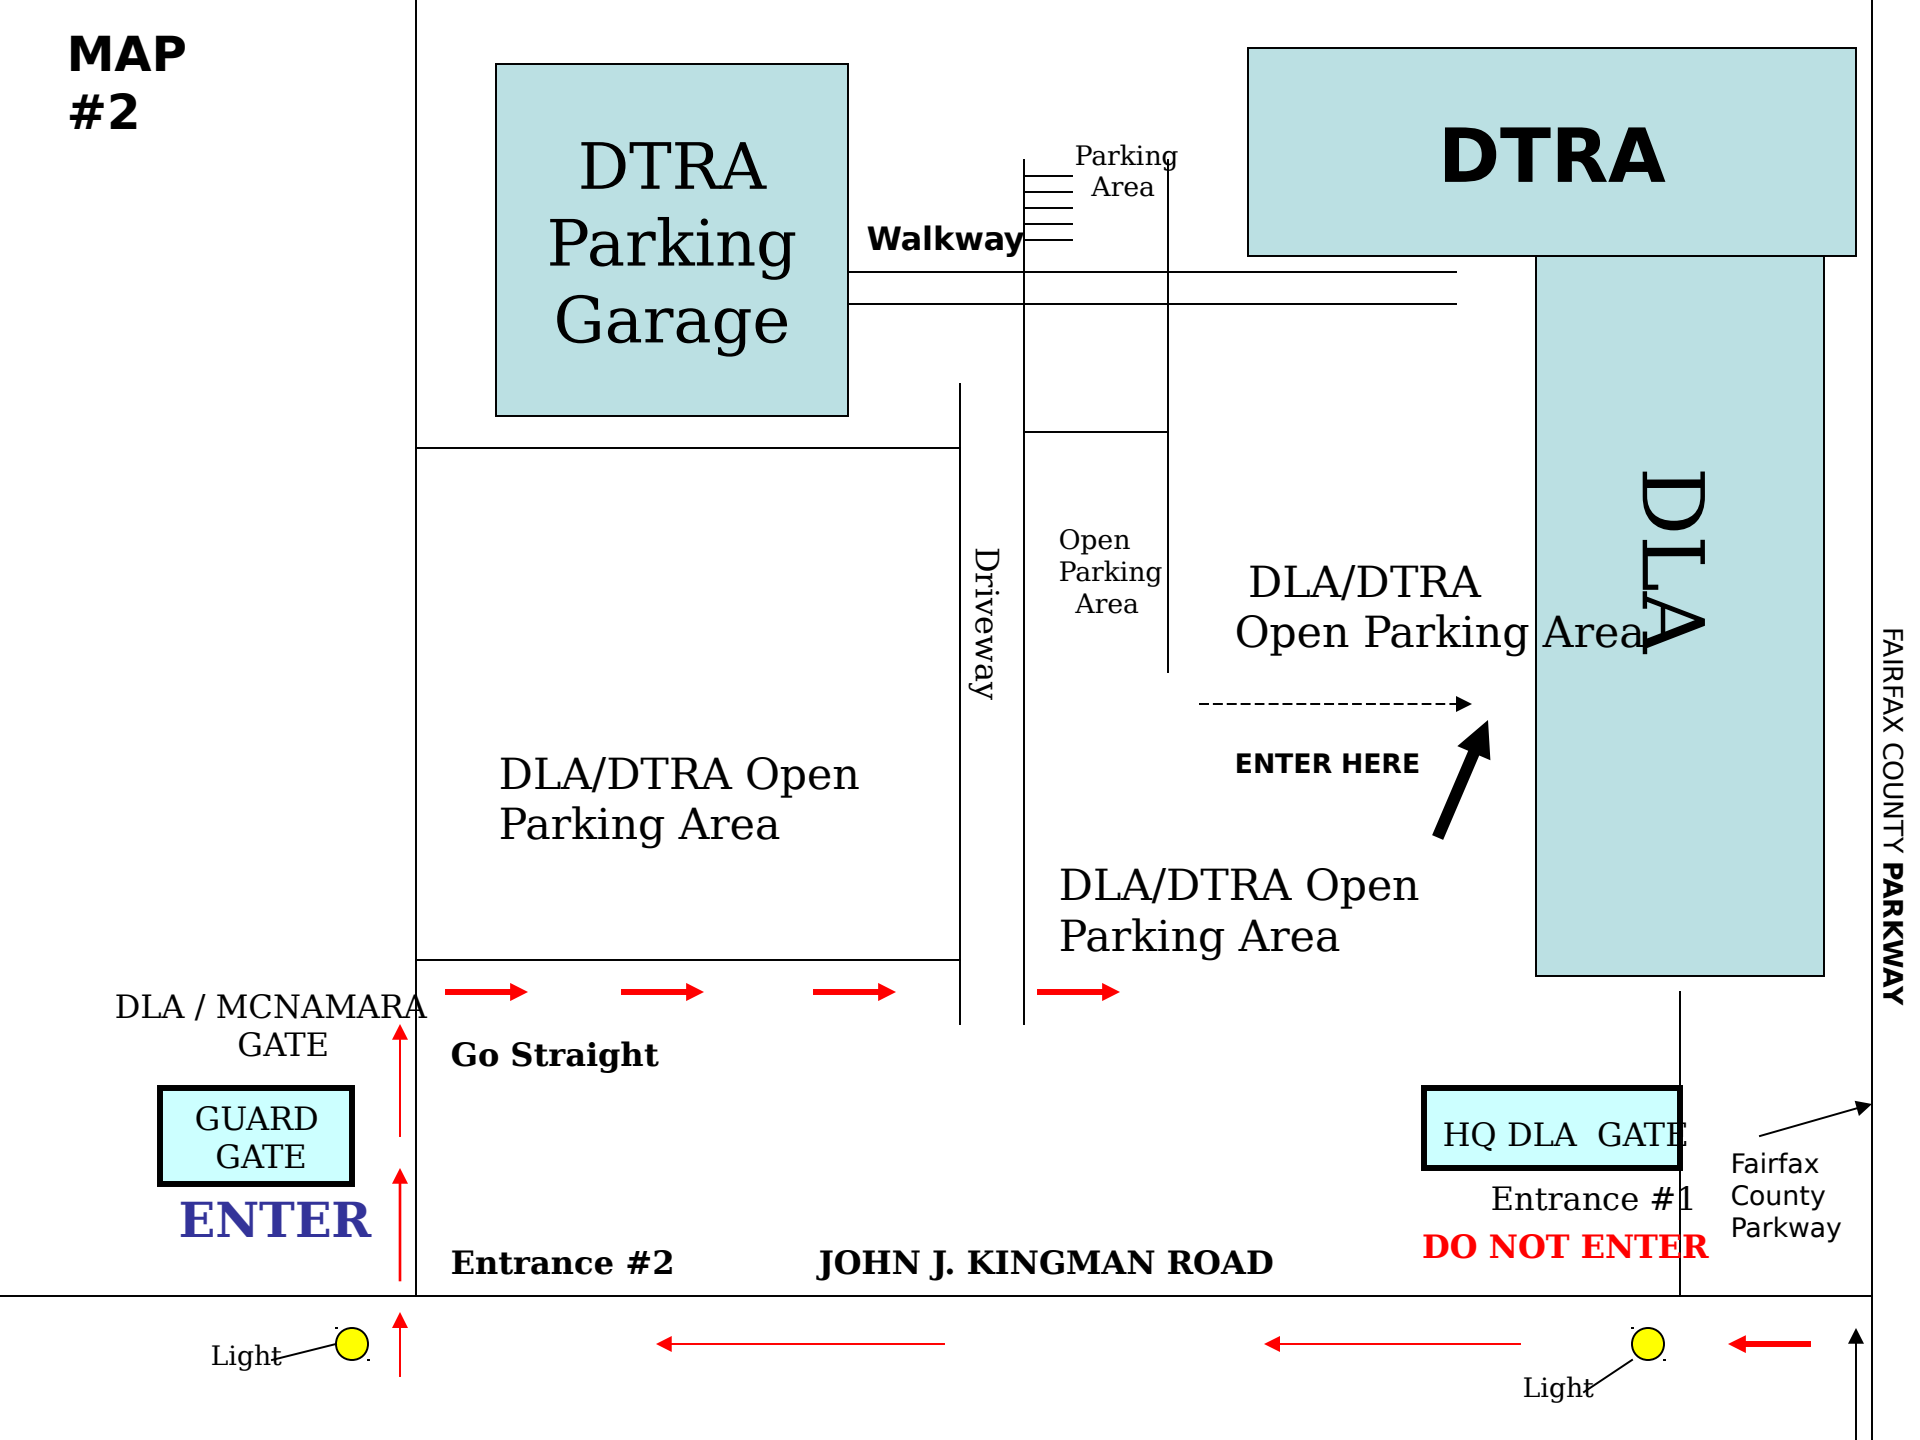 MAP
#2
DTRA
Parking
Garage
Walkway
Parking
Area
DTRA
DLA
Driveway
Open
Parking
Area
DLA/DTRA
Open Parking Area
ENTER HERE
DLA/DTRA Open
Parking Area
DLA/DTRA Open
Parking Area
FAIRFAX COUNTY PARKWAY
DLA / MCNAMARA
GATE
Go Straight
GUARD
GATE
ENTER
HQ DLA  GATE
Entrance #1
DO NOT ENTER
Fairfax
County
Parkway
Entrance #2
JOHN J. KINGMAN ROAD
Light
Light